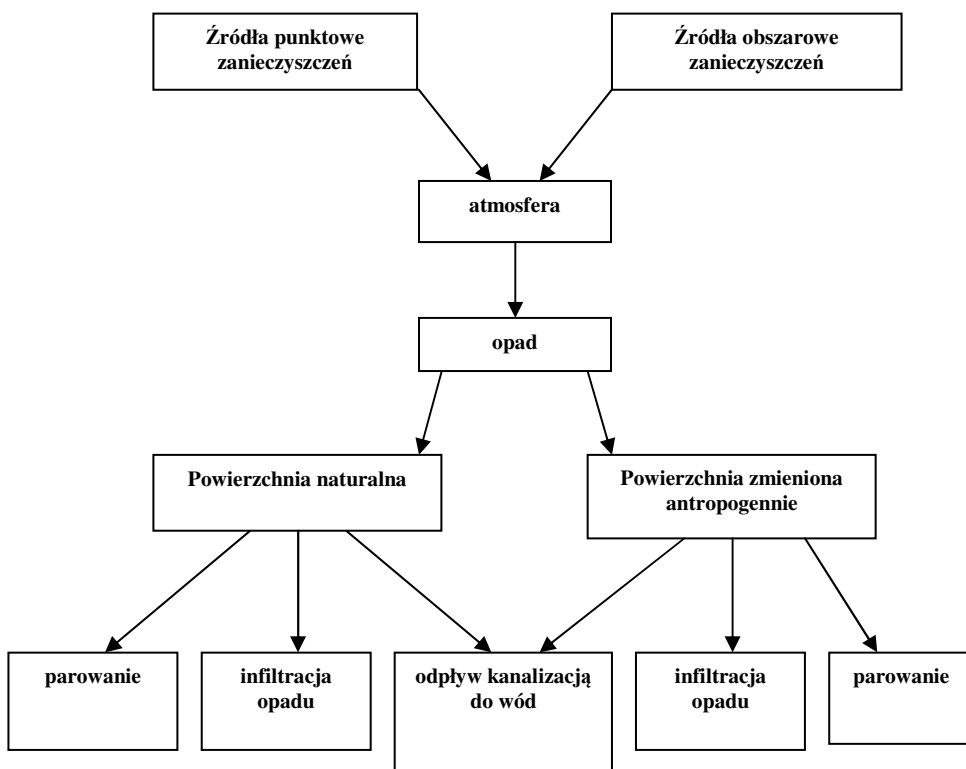 Źródła punktowe
zanieczyszczeń
Źródła obszarowe
zanieczyszczeń
atmosfera
opad
Powierzchnia naturalna
Powierzchnia zmieniona
antropogennie
parowanie
infiltracja
opadu
odpływ kanalizacją
do wód
infiltracja
opadu
parowanie